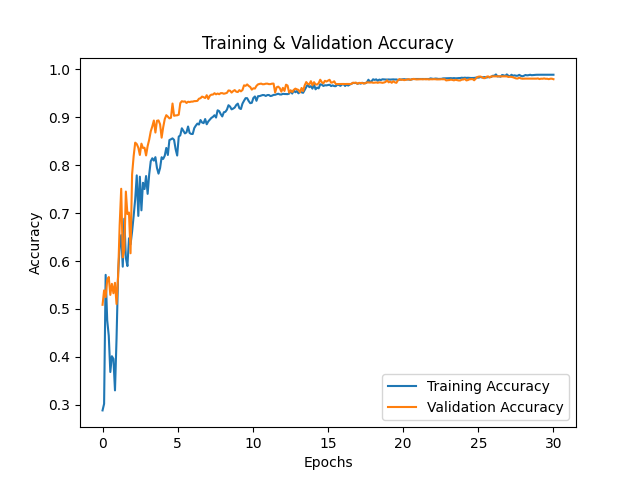 Training & Validation Accuracy
1.0
0.9
0.8
0.7
0.6
0.5
0.4
0.3
Accuracy
0 5 10 15 20 25 30
Epochs
Training Accuracy
Validation Accuracy